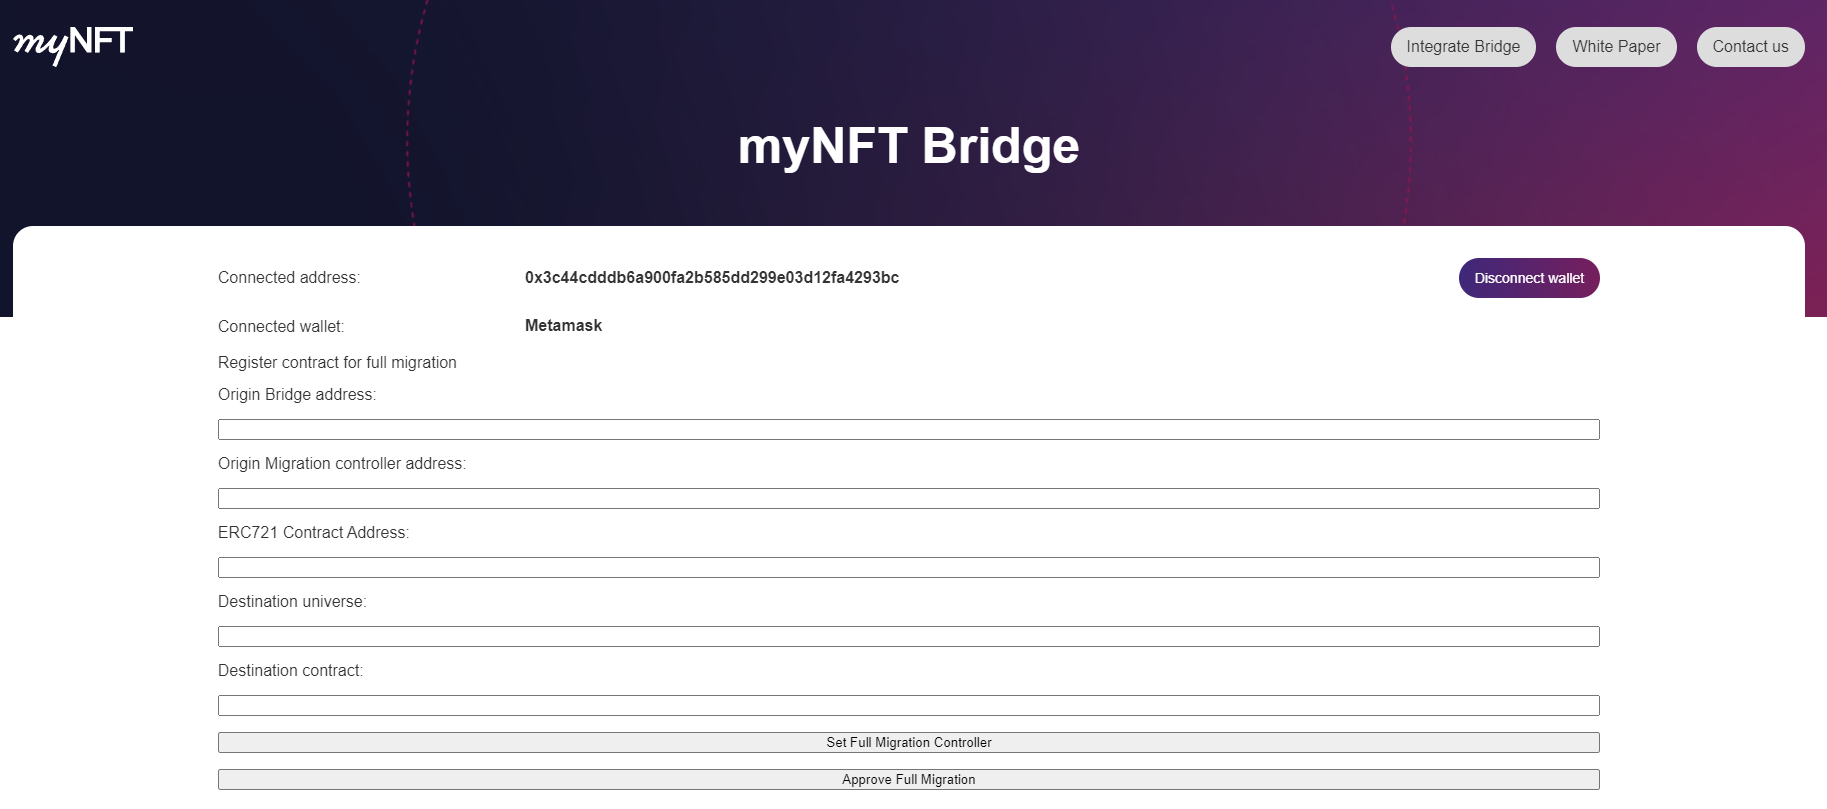 myNFT
Integrate Bridge
White Paper
Contact us
myNFT Bridge
Connected address:
0x3c44cdddb6a900fa2b585dd299e03d12fa4293bc
Disconnect wallet
Connected wallet:
Metamask
Register contract for full migration
Origin Bridge address:
Origin Migration controller address:
ERC721 Contract Address:
Destination universe:
Destination contract:
Set Full Migration Controller
Approve Full Migration